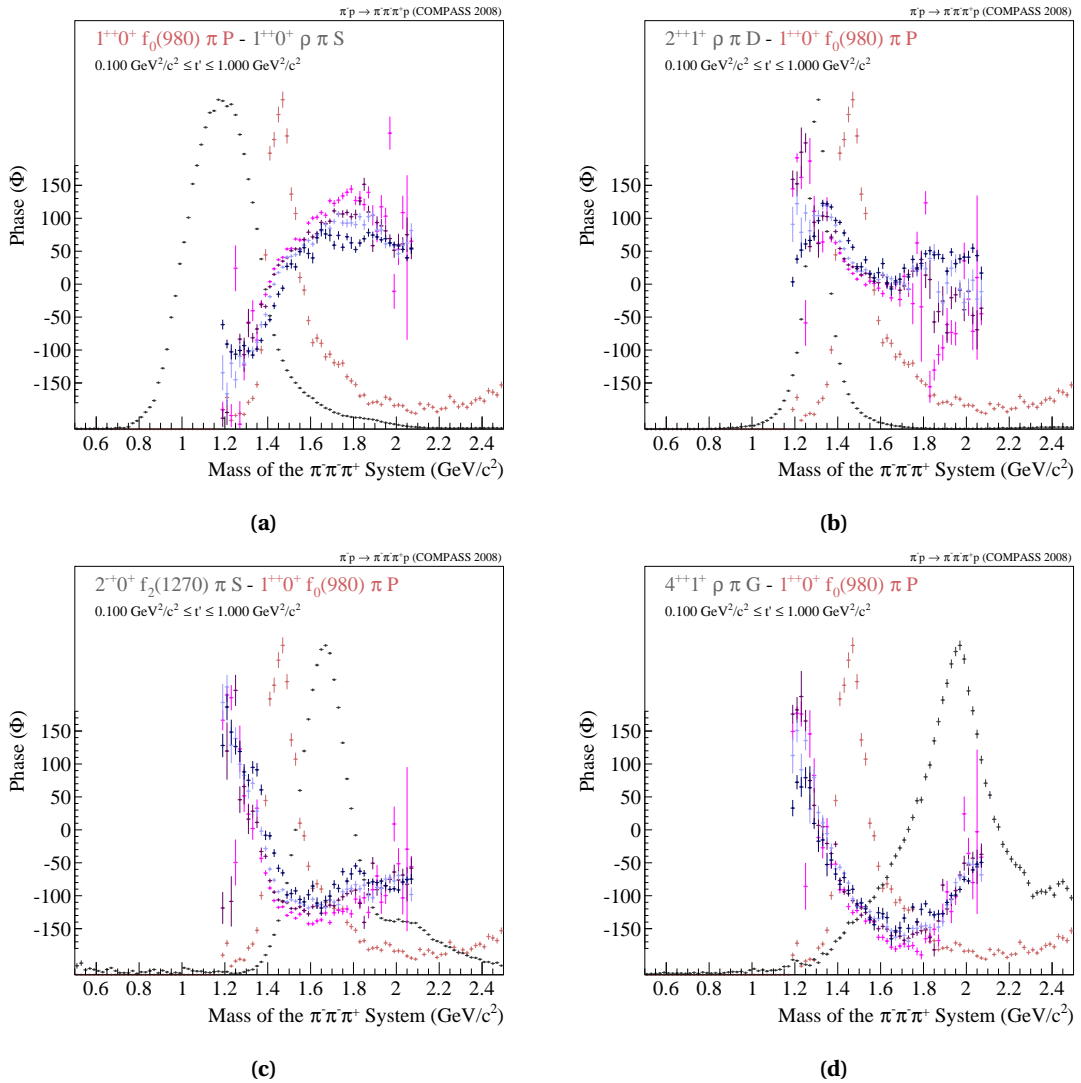 π⁻p → π⁻π⁻π⁺p (COMPASS 2008)
1⁺⁺0⁺ f₀(980) π P - 1⁺⁺0⁺ ρ π S
0.100 GeV²/c² ≤ t' ≤ 1.000 GeV²/c²
Phase (Φ)
150
100
50
0
-50
-100
-150
0.6 0.8 1 1.2 1.4 1.6 1.8 2 2.2 2.4
Mass of the π⁻π⁻π⁺ System (GeV/c²)
(a)
π⁻p → π⁻π⁻π⁺p (COMPASS 2008)
2⁺⁺1⁺ ρ π D - 1⁺⁺0⁺ f₀(980) π P
0.100 GeV²/c² ≤ t' ≤ 1.000 GeV²/c²
Phase (Φ)
150
100
50
0
-50
-100
-150
0.6 0.8 1 1.2 1.4 1.6 1.8 2 2.2 2.4
Mass of the π⁻π⁻π⁺ System (GeV/c²)
(b)
π⁻p → π⁻π⁻π⁺p (COMPASS 2008)
2⁻⁺0⁺ f₂(1270) π S - 1⁺⁺0⁺ f₀(980) π P
0.100 GeV²/c² ≤ t' ≤ 1.000 GeV²/c²
Phase (Φ)
150
100
50
0
-50
-100
-150
0.6 0.8 1 1.2 1.4 1.6 1.8 2 2.2 2.4
Mass of the π⁻π⁻π⁺ System (GeV/c²)
(c)
π⁻p → π⁻π⁻π⁺p (COMPASS 2008)
4⁺⁺1⁺ ρ π G - 1⁺⁺0⁺ f₀(980) π P
0.100 GeV²/c² ≤ t' ≤ 1.000 GeV²/c²
Phase (Φ)
150
100
50
0
-50
-100
-150
0.6 0.8 1 1.2 1.4 1.6 1.8 2 2.2 2.4
Mass of the π⁻π⁻π⁺ System (GeV/c²)
(d)